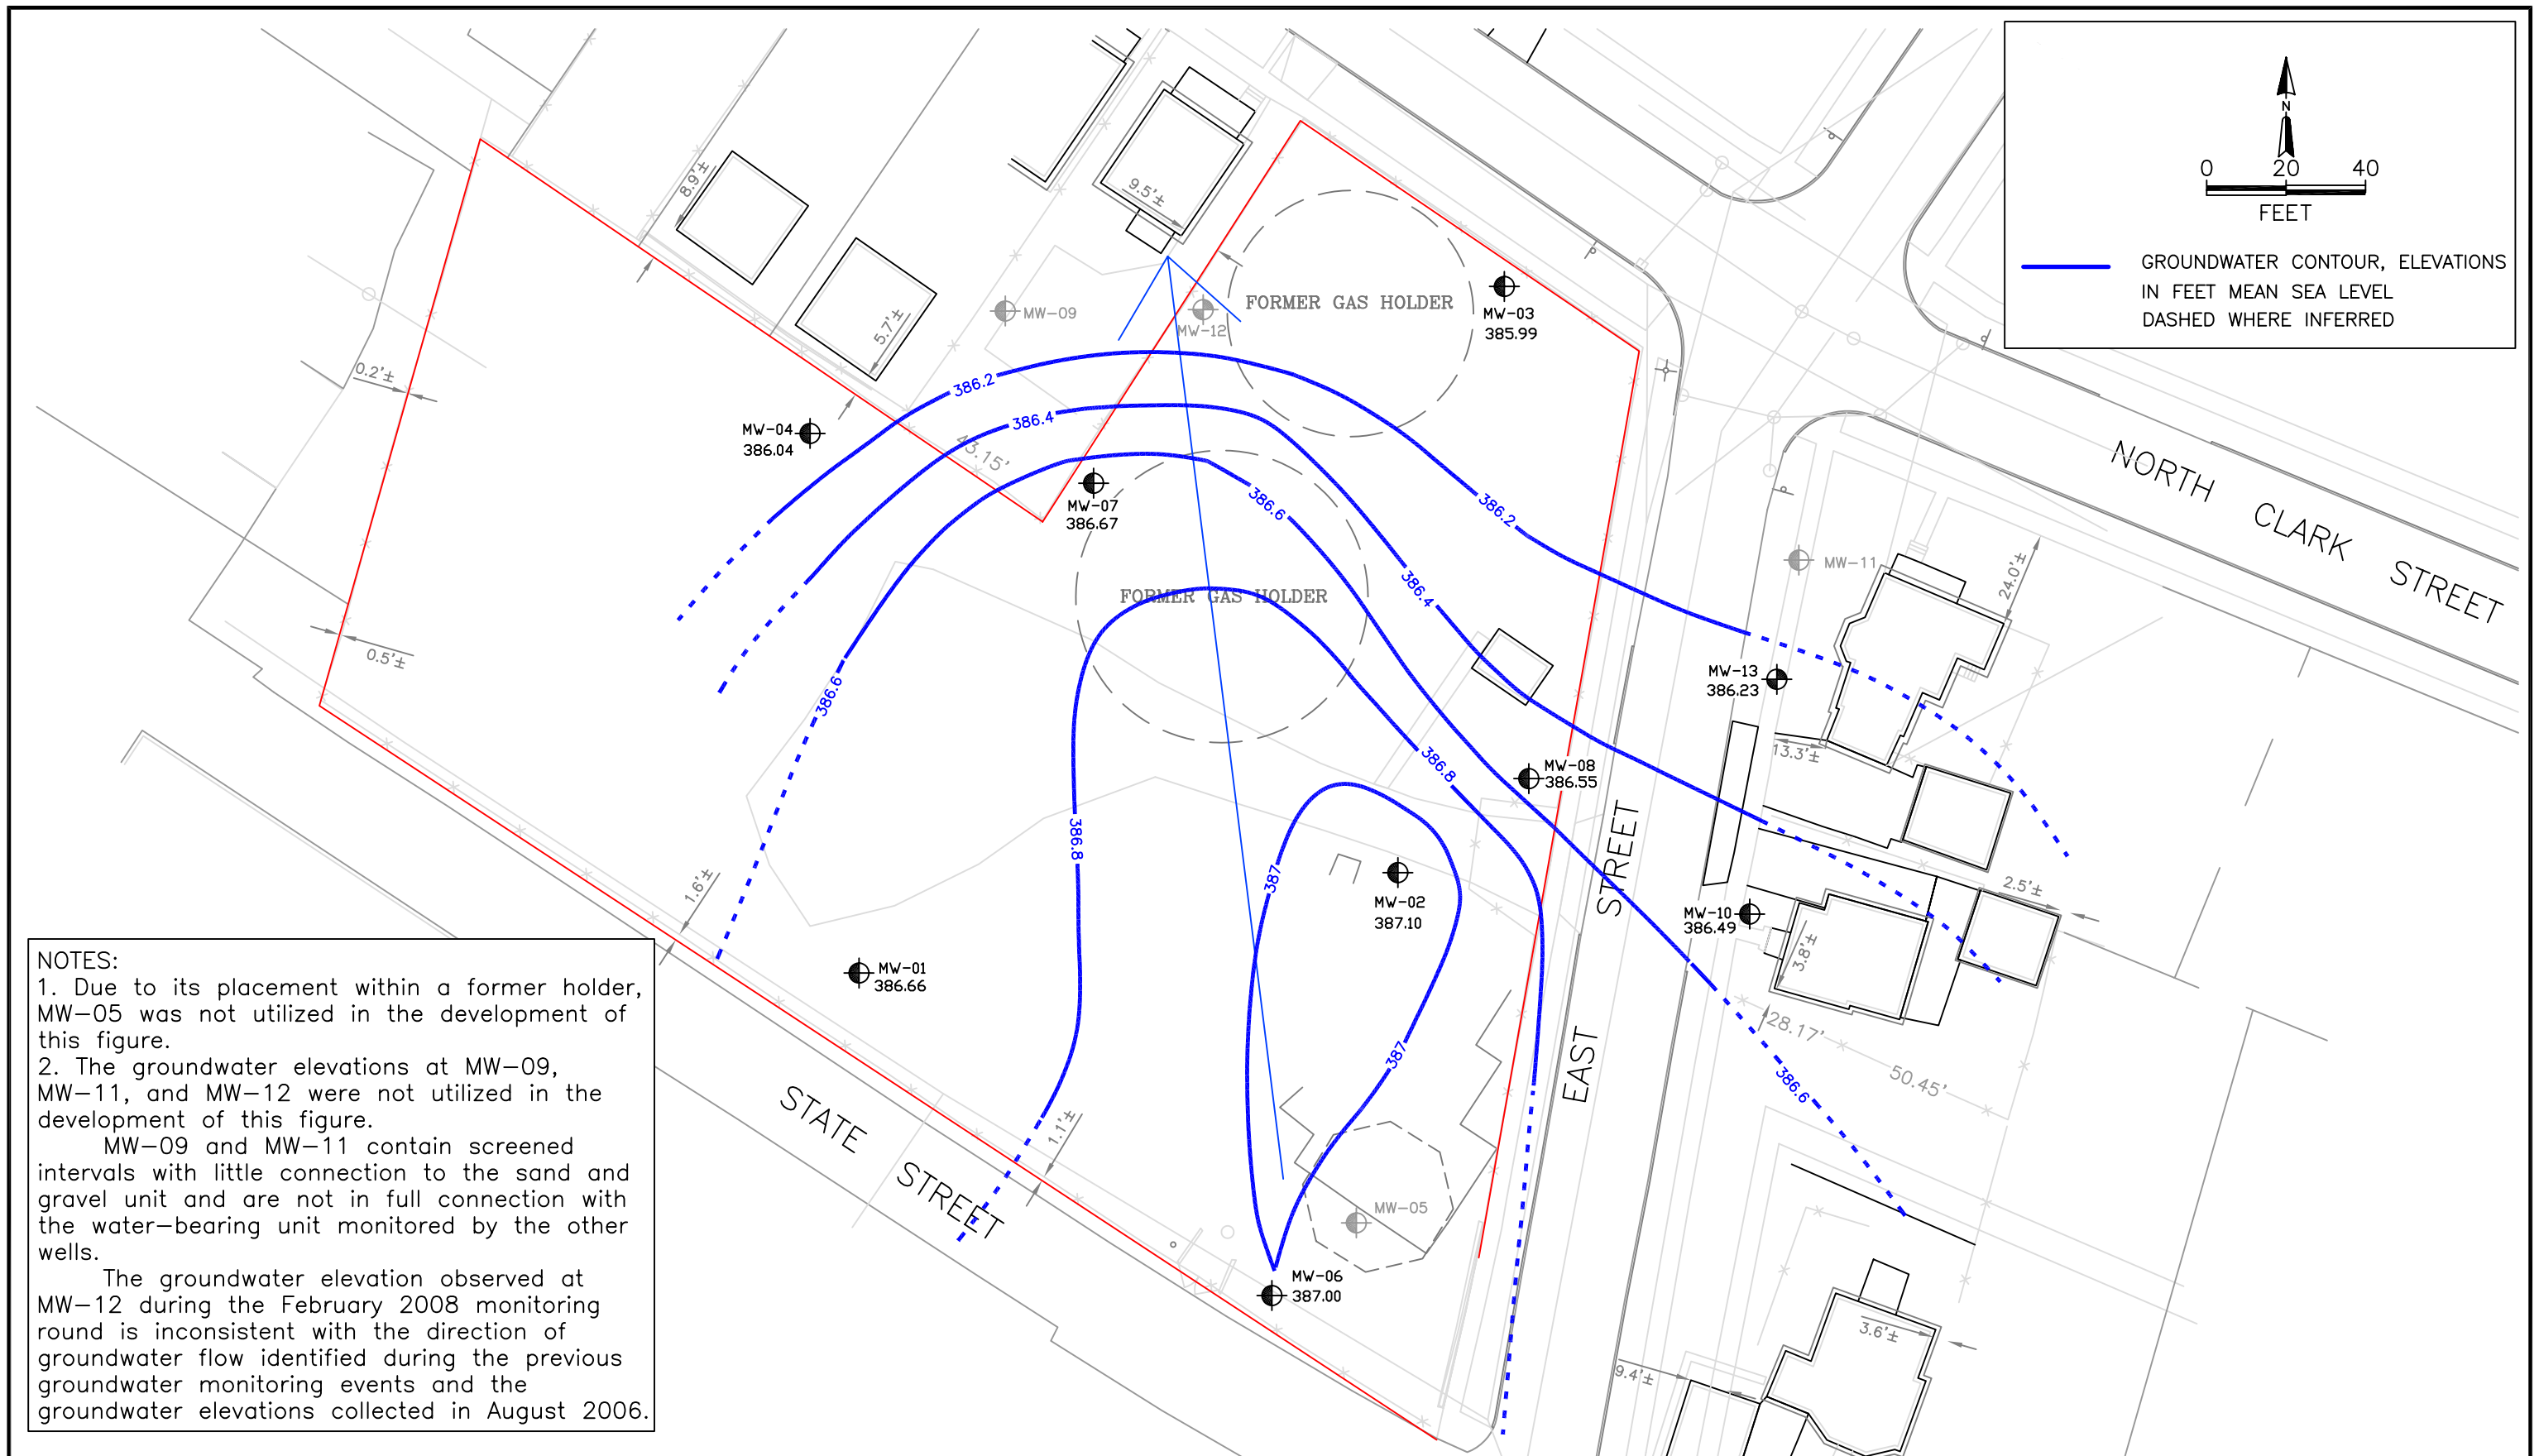 N
0 20 40
FEET
GROUNDWATER CONTOUR, ELEVATIONS
IN FEET MEAN SEA LEVEL
DASHED WHERE INFERRED
8.9'±
9.5'±
5.7'±
0.2'±
0.5'±
MW-09
MW-12
FORMER GAS HOLDER
MW-03
385.99
386.2
386.4
43.15'
MW-04
386.04
MW-07
386.67
386.6
386.2
386.4
FORMER GAS HOLDER
386.6
386.8
386.8
MW-11
24.0'±
NORTH CLARK STREET
MW-13
386.23
13.3'±
MW-08
386.55
387
MW-02
387.10
MW-10
386.49
3.8'±
2.5'±
28.17'
50.45'
386.6
387
EAST STREET
1.6'±
MW-01
386.66
STATE STREET
1.1'±
MW-05
MW-06
387.00
3.6'±
9.4'±
P
P
P
P
NOTES:
1. Due to its placement within a former holder,
MW-05 was not utilized in the development of
this figure.
2. The groundwater elevations at MW-09,
MW-11, and MW-12 were not utilized in the
development of this figure.
MW-09 and MW-11 contain screened
intervals with little connection to the sand and
gravel unit and are not in full connection with
the water-bearing unit monitored by the other
wells.
The groundwater elevation observed at
MW-12 during the February 2008 monitoring
round is inconsistent with the direction of
groundwater flow identified during the previous
groundwater monitoring events and the
groundwater elevations collected in August 2006.